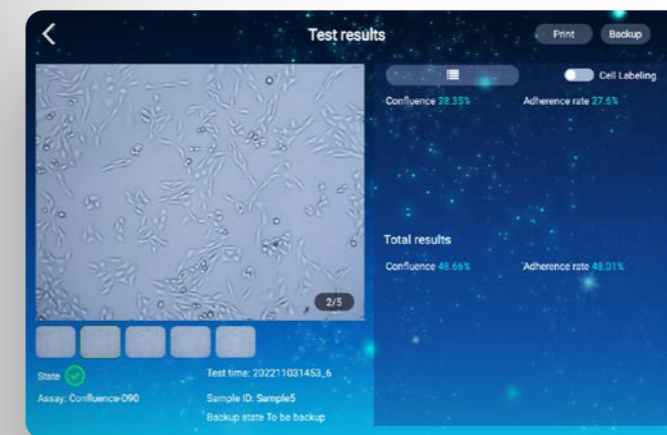 Test results
Print
Backup
Cell Labeling
Confluence 28.35%
Adherence rate 27.6%
Total results
Confluence 48.66%
Adherence rate 48.01%
2/5
State
Test time: 202211031453_6
Assay: Confluence-090
Sample ID: Sample5
Backup state To be backup